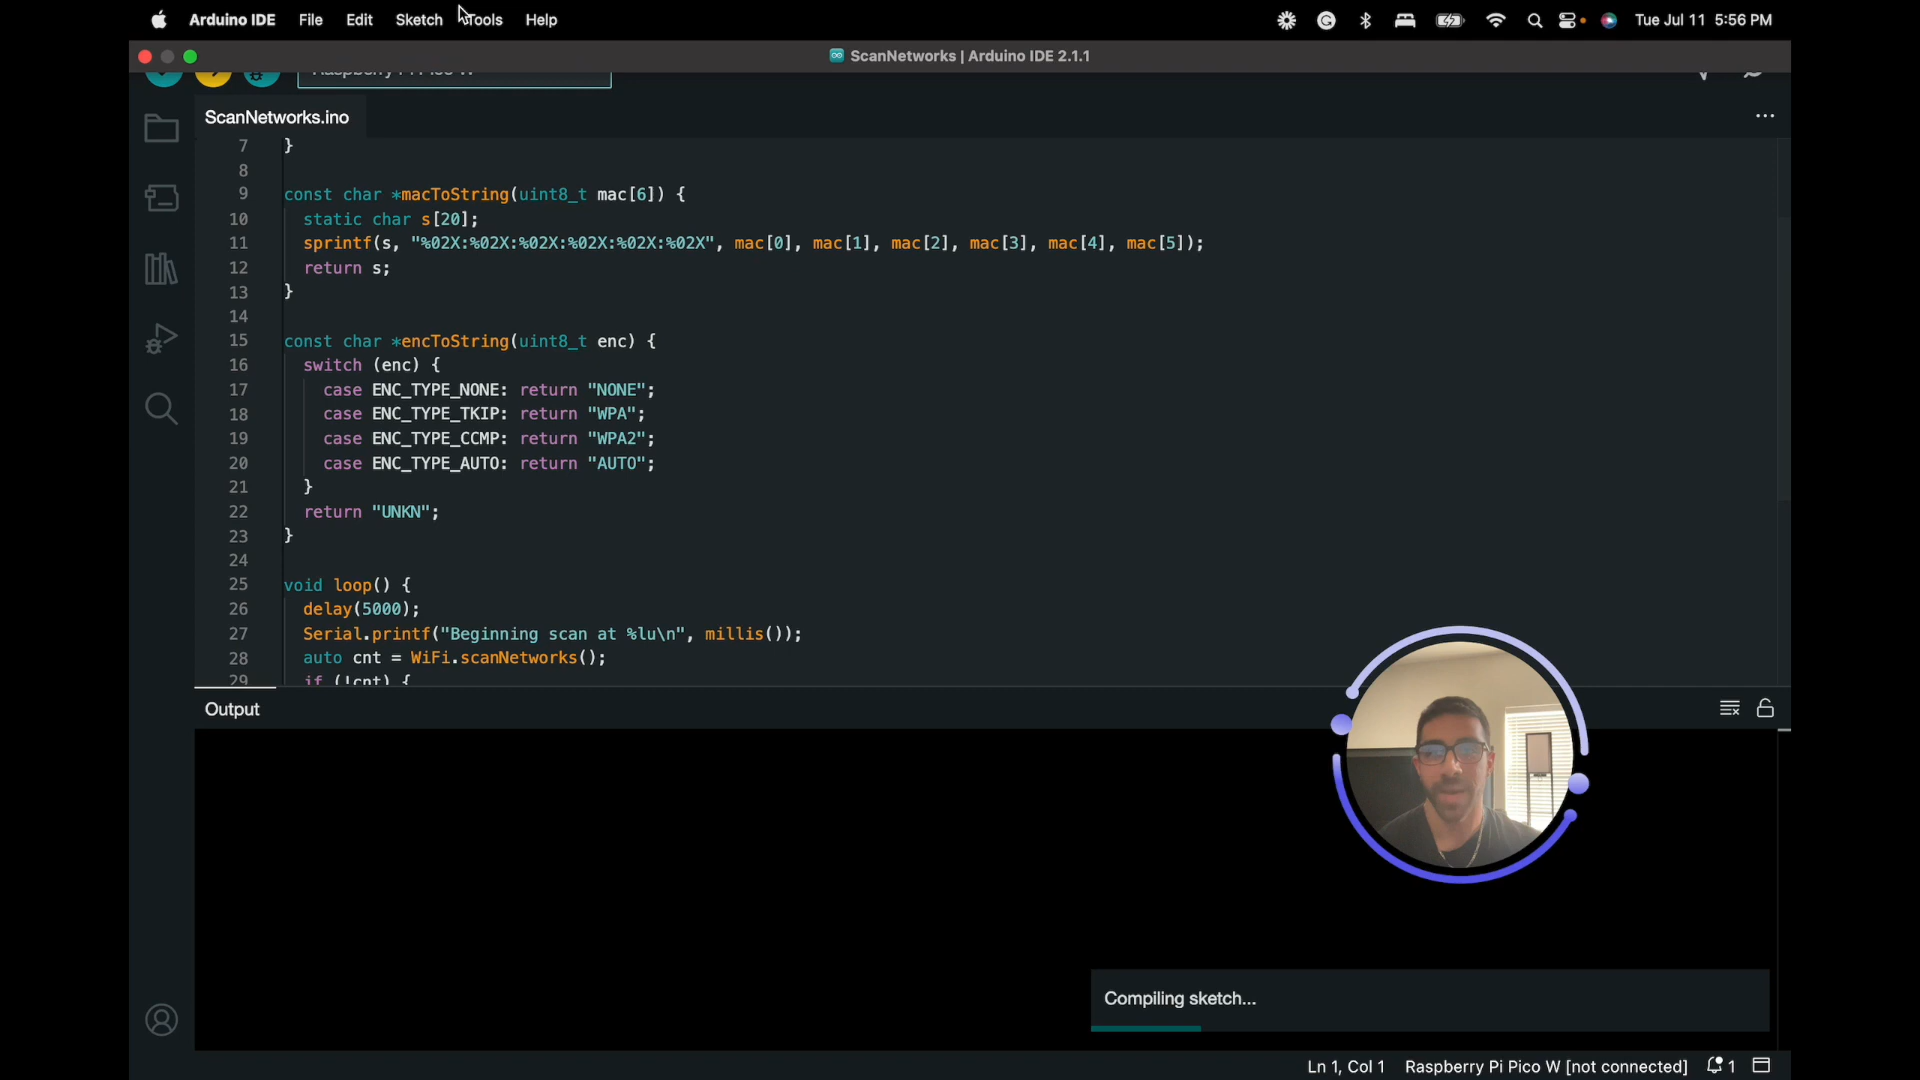 Arduino IDE File Edit Sketch Tools Help Tue Jul 11 5:56 PM
ScanNetworks | Arduino IDE 2.1.1
Raspberry Pi Pico W
ScanNetworks.ino
7 }
8
9 const char *macToString(uint8_t mac[6]) {
10 static char s[20];
11 sprintf(s, "%02X:%02X:%02X:%02X:%02X:%02X", mac[0], mac[1], mac[2], mac[3], mac[4], mac[5]);
12 return s;
13 }
14
15 const char *encToString(uint8_t enc) {
16 switch (enc) {
17 case ENC_TYPE_NONE: return "NONE";
18 case ENC_TYPE_TKIP: return "WPA";
19 case ENC_TYPE_CCMP: return "WPA2";
20 case ENC_TYPE_AUTO: return "AUTO";
21 }
22 return "UNKN";
23 }
24
25 void loop() {
26 delay(5000);
27 Serial.printf("Beginning scan at %lu\n", millis());
28 auto cnt = WiFi.scanNetworks();
29 if (!cnt) {
Output
Compiling sketch...
Ln 1, Col 1 Raspberry Pi Pico W [not connected] 1